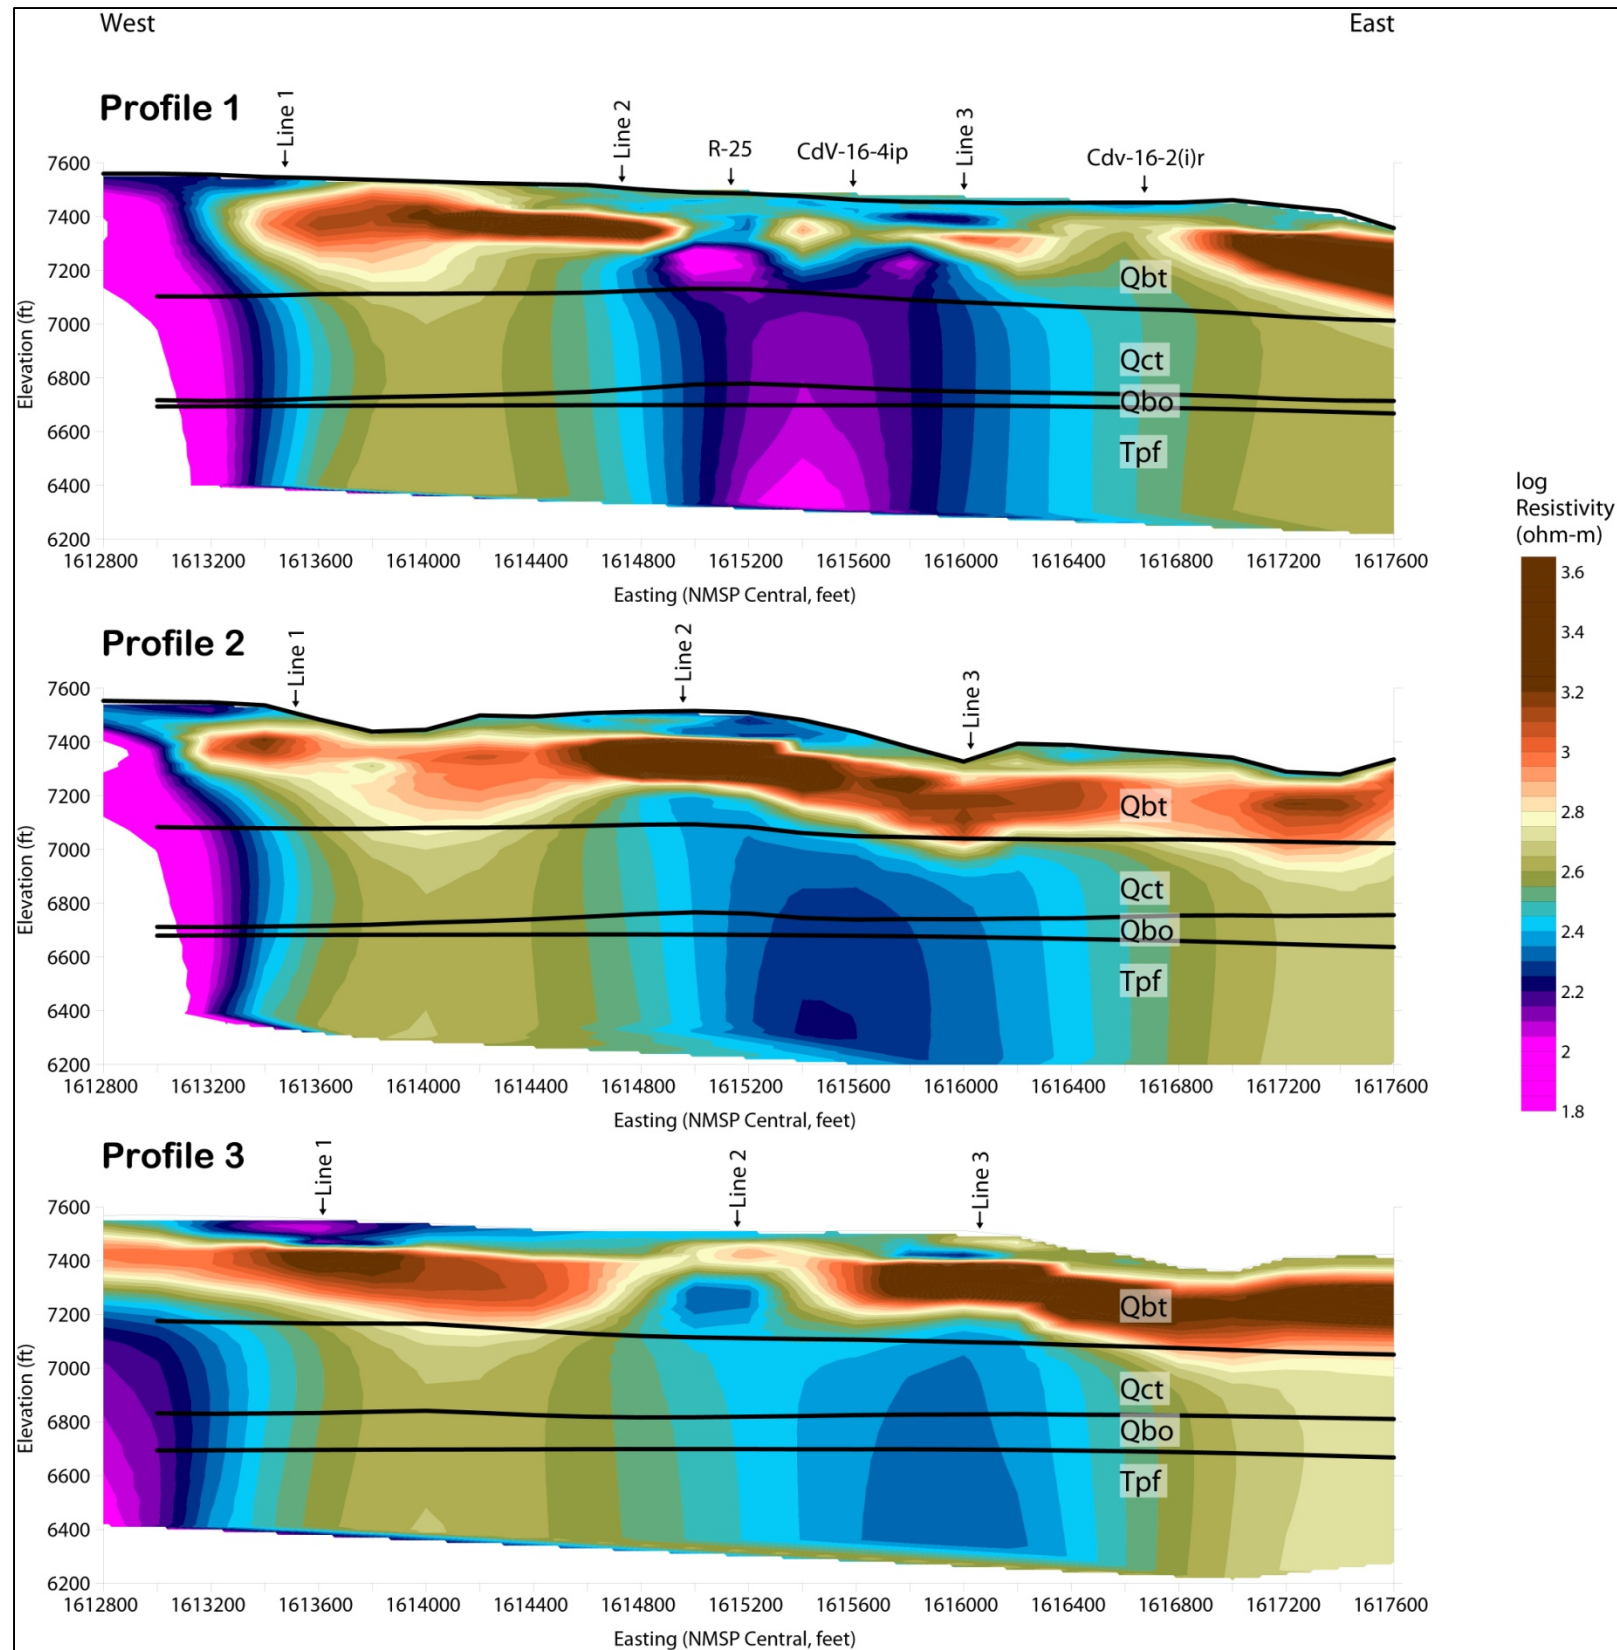 West East
Profile 1
Line 1
Line 2
R-25
CdV-16-4ip
Line 3
Cdv-16-2(i)r
7600
7400
7200
7000
6800
6600
6400
6200
Elevation (ft)
Qbt
Qct
Qbo
Tpf
1612800 1613200 1613600 1614000 1614400 1614800 1615200 1615600 1616000 1616400 1616800 1617200 1617600
Easting (NMSP Central, feet)
Profile 2
Line 1
Line 2
Line 3
7600
7400
7200
7000
6800
6600
6400
6200
Elevation (ft)
Qbt
Qct
Qbo
Tpf
1612800 1613200 1613600 1614000 1614400 1614800 1615200 1615600 1616000 1616400 1616800 1617200 1617600
Easting (NMSP Central, feet)
Profile 3
Line 1
Line 2
Line 3
7600
7400
7200
7000
6800
6600
6400
6200
Elevation (ft)
Qbt
Qct
Qbo
Tpf
1612800 1613200 1613600 1614000 1614400 1614800 1615200 1615600 1616000 1616400 1616800 1617200 1617600
Easting (NMSP Central, feet)
log
Resistivity
(ohm-m)
3.6
3.4
3.2
3
2.8
2.6
2.4
2.2
2
1.8